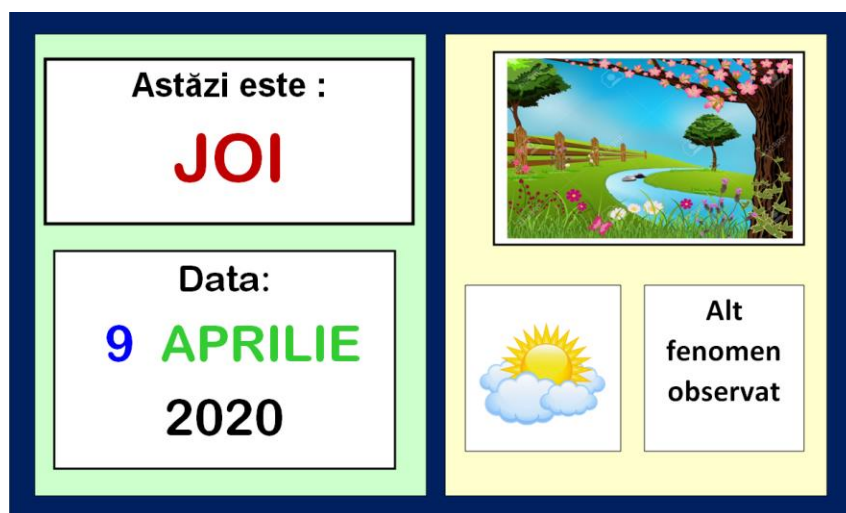 Astăzi este :
JOI
Data:
9 APRILIE
2020
Alt
fenomen
observat